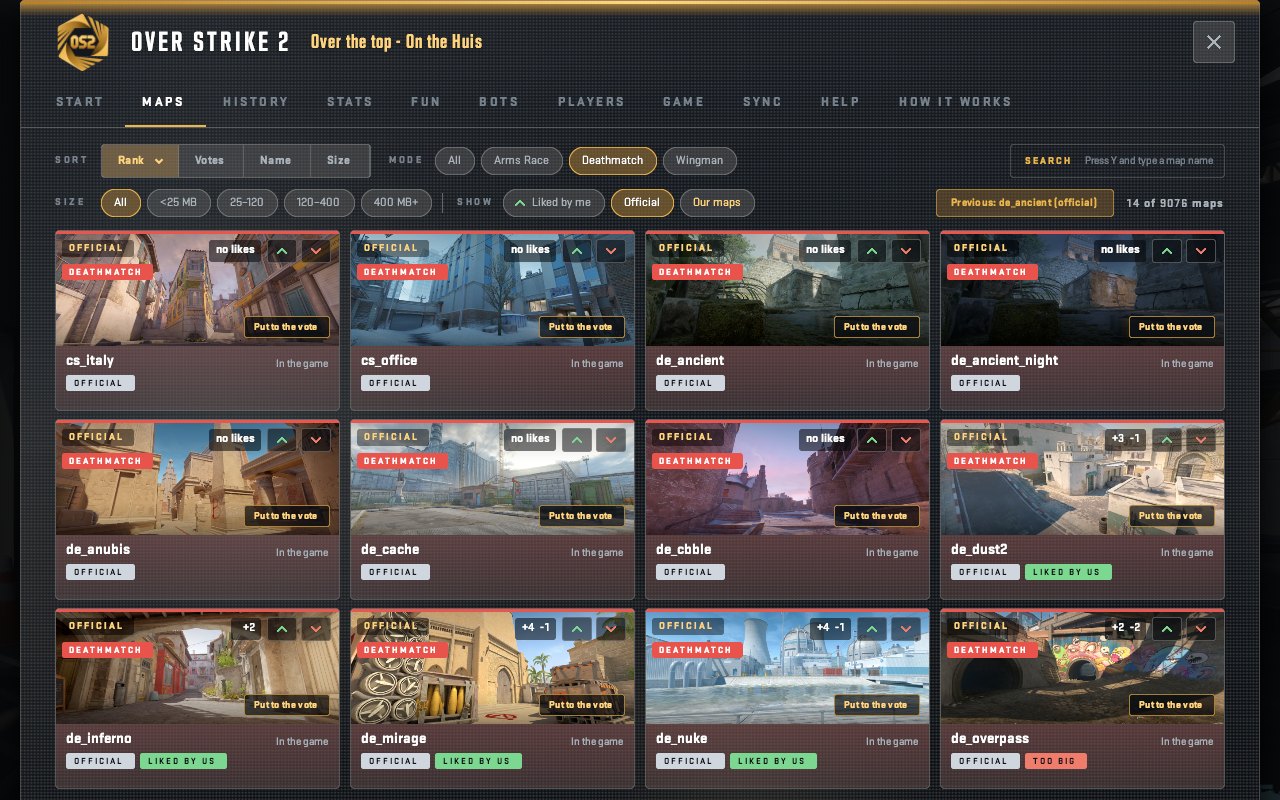 OS2
OVER STRIKE 2 Over the top - On the Huis
START MAPS HISTORY STATS FUN BOTS PLAYERS GAME SYNC HELP HOW IT WORKS
SORT Rank Votes Name Size MODE All Arms Race Deathmatch Wingman SEARCH Press Y and type a map name
SIZE All <25 MB 25-120 120-400 400 MB+ SHOW Liked by me Official Our maps Previous: de_ancient (official) 14 of 9076 maps
OFFICIAL no likes OFFICIAL no likes OFFICIAL no likes OFFICIAL no likes
DEATHMATCH DEATHMATCH DEATHMATCH DEATHMATCH
Put to the vote Put to the vote Put to the vote Put to the vote
cs_italy In the game cs_office In the game de_ancient In the game de_ancient_night In the game
OFFICIAL OFFICIAL OFFICIAL OFFICIAL
OFFICIAL no likes OFFICIAL no likes OFFICIAL no likes OFFICIAL +3 -1
DEATHMATCH DEATHMATCH DEATHMATCH DEATHMATCH
Put to the vote Put to the vote Put to the vote Put to the vote
de_anubis In the game de_cache In the game de_cbble In the game de_dust2 In the game
OFFICIAL OFFICIAL OFFICIAL OFFICIAL LIKED BY US
OFFICIAL +2 OFFICIAL +4 -1 OFFICIAL +4 -1 OFFICIAL +2 -2
DEATHMATCH DEATHMATCH DEATHMATCH DEATHMATCH
Put to the vote Put to the vote Put to the vote Put to the vote
de_inferno In the game de_mirage In the game de_nuke In the game de_overpass In the game
OFFICIAL LIKED BY US OFFICIAL LIKED BY US OFFICIAL LIKED BY US OFFICIAL TOO BIG